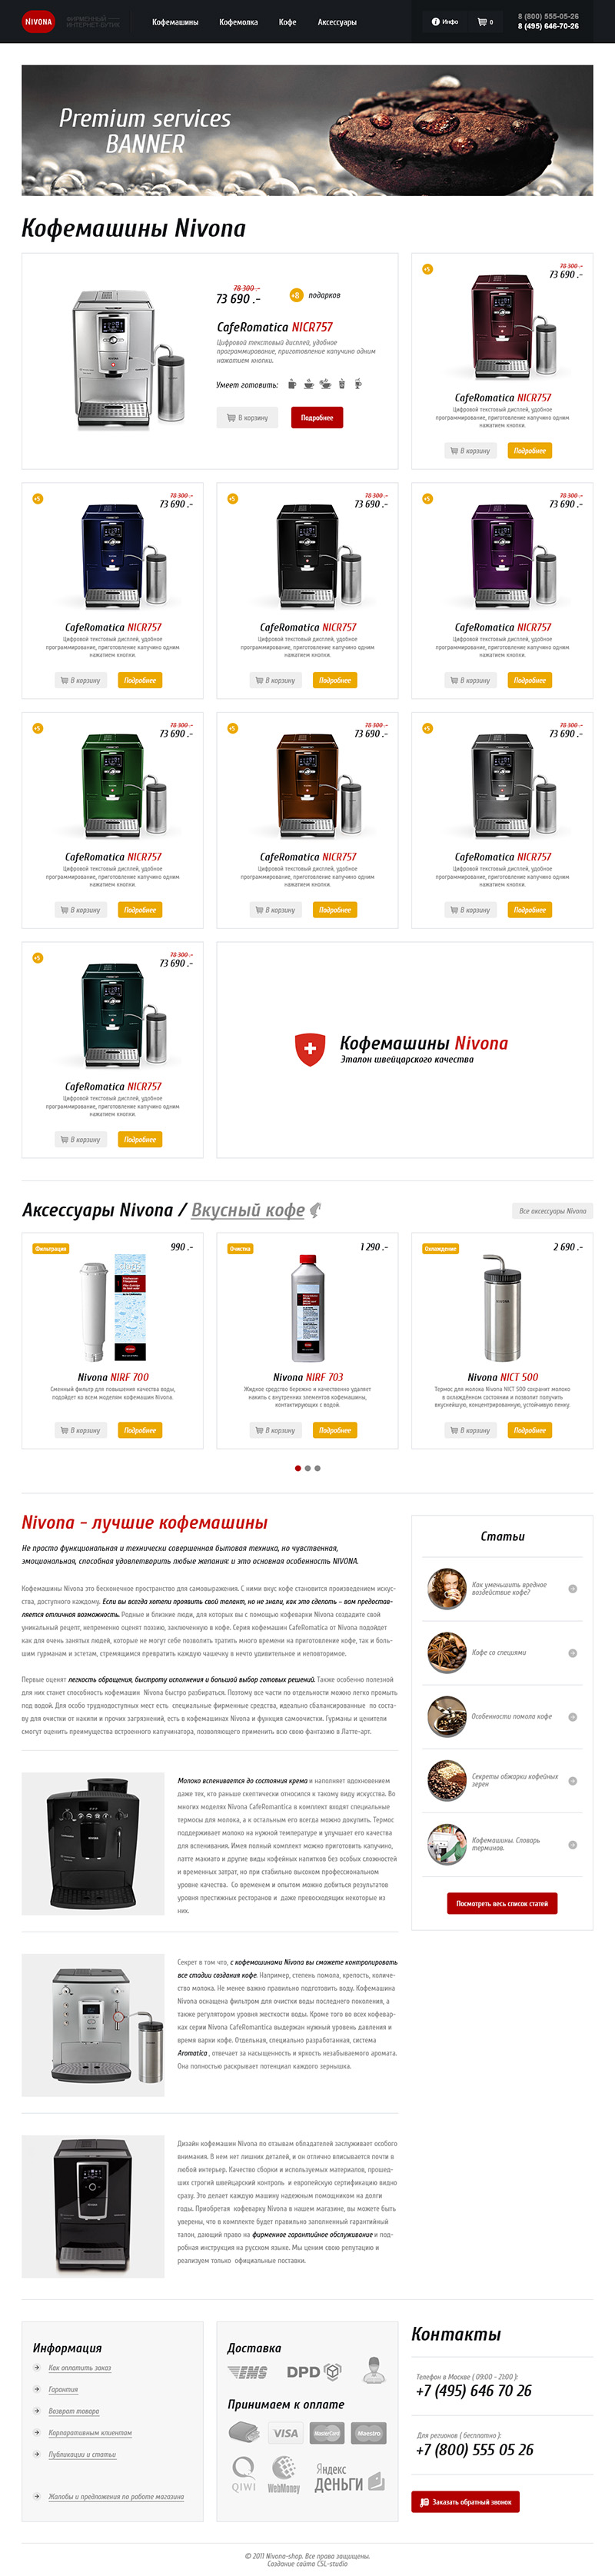 NIVONA
ФИРМЕННЫЙ
ИНТЕРНЕТ-БУТИК
Кофемашины
Кофемолка
Кофе
Аксессуары
Инфо
0
8 (800) 555-05-26
8 (495) 646-70-26
Premium services
BANNER
Кофемашины Nivona
78 300 .-
73 690 .-
+8
подарков
CafeRomatica NICR757
Цифровой текстовый дисплей, удобное
программирование, приготовление капучино одним
нажатием кнопки.
Умеет готовить:
В корзину
Подробнее
+5
78 300 .-
73 690 .-
CafeRomatica NICR757
Цифровой текстовый дисплей, удобное
программирование, приготовление капучино одним
нажатием кнопки.
В корзину
Подробнее
+5
78 300 .-
73 690 .-
CafeRomatica NICR757
Цифровой текстовый дисплей, удобное
программирование, приготовление капучино одним
нажатием кнопки.
В корзину
Подробнее
+5
78 300 .-
73 690 .-
CafeRomatica NICR757
Цифровой текстовый дисплей, удобное
программирование, приготовление капучино одним
нажатием кнопки.
В корзину
Подробнее
+5
78 300 .-
73 690 .-
CafeRomatica NICR757
Цифровой текстовый дисплей, удобное
программирование, приготовление капучино одним
нажатием кнопки.
В корзину
Подробнее
+5
78 300 .-
73 690 .-
CafeRomatica NICR757
Цифровой текстовый дисплей, удобное
программирование, приготовление капучино одним
нажатием кнопки.
В корзину
Подробнее
+5
78 300 .-
73 690 .-
CafeRomatica NICR757
Цифровой текстовый дисплей, удобное
программирование, приготовление капучино одним
нажатием кнопки.
В корзину
Подробнее
+5
78 300 .-
73 690 .-
CafeRomatica NICR757
Цифровой текстовый дисплей, удобное
программирование, приготовление капучино одним
нажатием кнопки.
В корзину
Подробнее
+5
78 300 .-
73 690 .-
CafeRomatica NICR757
Цифровой текстовый дисплей, удобное
программирование, приготовление капучино одним
нажатием кнопки.
В корзину
Подробнее
Кофемашины Nivona
Эталон швейцарского качества
Аксессуары Nivona / Вкусный кофе
Все аксессуары Nivona
Фильтрация
990 .-
Nivona NIRF 700
Сменный фильтр для повышения качества воды,
подойдет ко всем моделям кофемашин Nivona.
В корзину
Подробнее
Очистка
1 290 .-
Nivona NIRF 703
Жидкое средство бережно и качественно удаляет
накипь с внутренних элементов кофемашины,
контактирующих с водой.
В корзину
Подробнее
Охлаждение
2 690 .-
Nivona NICT 500
Термос для молока Nivona NICT 500 сохранит молоко
в охлаждённом состоянии и позволит получить
вкуснейшую, концентрированную, устойчивую пенку.
В корзину
Подробнее
Nivona - лучшие кофемашины
Не просто функциональная и технически совершенная бытовая техника, но чувственная,
эмоциональная, способная удовлетворить любые желания: и это основная особенность NIVONA.
Кофемашины Nivona это бесконечное пространство для самовыражения. С ними вкус кофе становится произведением искус-
ства, доступного каждому. Если вы всегда хотели проявить свой талант, но не знали, как это сделать – вам предостав-
ляется отличная возможность. Родные и близкие люди, для которых вы с помощью кофеварки Nivona создадите свой
уникальный рецепт, непременно оценят поэзию, заключенную в кофе. Серия кофемашин CafeRomatica от Nivona подойдет
как для очень занятых людей, которые не могут себе позволить тратить много времени на приготовление кофе, так и боль-
шим гурманам и эстетам, стремящимся превратить каждую чашечку в нечто удивительное и неповторимое.
Первые оценят легкость обращения, быстроту исполнения и большой выбор готовых решений. Также особенно полезной
для них станет способность кофемашин Nivona быстро разбираться. Поэтому все части по отдельности можно легко промыть
под водой. Для особо труднодоступных мест есть специальные фирменные средства, идеально сбалансированные по соста-
ву для очистки от накипи и прочих загрязнений, есть в кофемашинах Nivona и функция самоочистки. Гурманы и ценители
смогут оценить преимущества встроенного капучинатора, позволяющего применить всю свою фантазию в Латте-арт.
Молоко вспенивается до состояния крема и наполняет вдохновением
даже тех, кто раньше скептически относился к такому виду искусства. Во
многих моделях Nivona CafeRomantica в комплект входят специальные
термосы для молока, а к остальным его всегда можно докупить. Термос
поддерживает молоко на нужной температуре и улучшает его качества
для вспенивания. Имея полный комплект можно приготовить капучино,
латте макиато и другие виды кофейных напитков без особых сложностей
и временных затрат, но при стабильно высоком профессиональном
уровне качества. Со временем и опытом можно добиться результатов
уровня престижных ресторанов и даже превосходящих некоторые из
них.
Секрет в том что, с кофемашинами Nivona вы сможете контролировать
все стадии создания кофе. Например, степень помола, крепость, количе-
ство молока. Не менее важно правильно подготовить воду. Кофемашина
Nivona оснащена фильтром для очистки воды последнего поколения, а
также регулятором уровня жесткости воды. Кроме того во всех кофевар-
ках серии Nivona CafeRomantica выдержан нужный уровень давления и
время варки кофе. Отдельная, специально разработанная, система
Aromatica , отвечает за насыщенность и яркость незабываемого аромата.
Она полностью раскрывает потенциал каждого зернышка.
Дизайн кофемашин Nivona по отзывам обладателей заслуживает особого
внимания. В нем нет лишних деталей, и он отлично вписывается почти в
любой интерьер. Качество сборки и используемых материалов, прошед-
ших строгий швейцарский контроль и европейскую сертификацию видно
сразу. Это делает каждую машину надежным помощником на долги
годы. Приобретая кофеварку Nivona в нашем магазине, вы можете быть
уверены, что в комплекте будет правильно заполненный гарантийный
талон, дающий право на фирменное гарантийное обслуживание и под-
робная инструкция на русском языке. Мы ценим свою репутацию и
реализуем только официальные поставки.
Статьи
Как уменьшить вредное
воздействие кофе?
Кофе со специями
Особенности помола кофе
Секреты обжарки кофейных
зерен
Кофемашины. Словарь
терминов.
Посмотреть весь список статей
Информация
Как оплатить заказ
Гарантия
Возврат товара
Корпоративным клиентам
Публикации и статьи
Жалобы и предложения по работе магазина
Доставка
EMS
DPD
Принимаем к оплате
VISA
MasterCard
Maestro
QIWI
WebMoney
Яндекс
деньги
Контакты
Телефон в Москве ( 09:00 - 21:00 ):
+7 (495) 646 70 26
Для регионов ( бесплатно ):
+7 (800) 555 05 26
Заказать обратный звонок
© 2011 Nivona-shop. Все права защищены.
Создание сайта CSL-studio